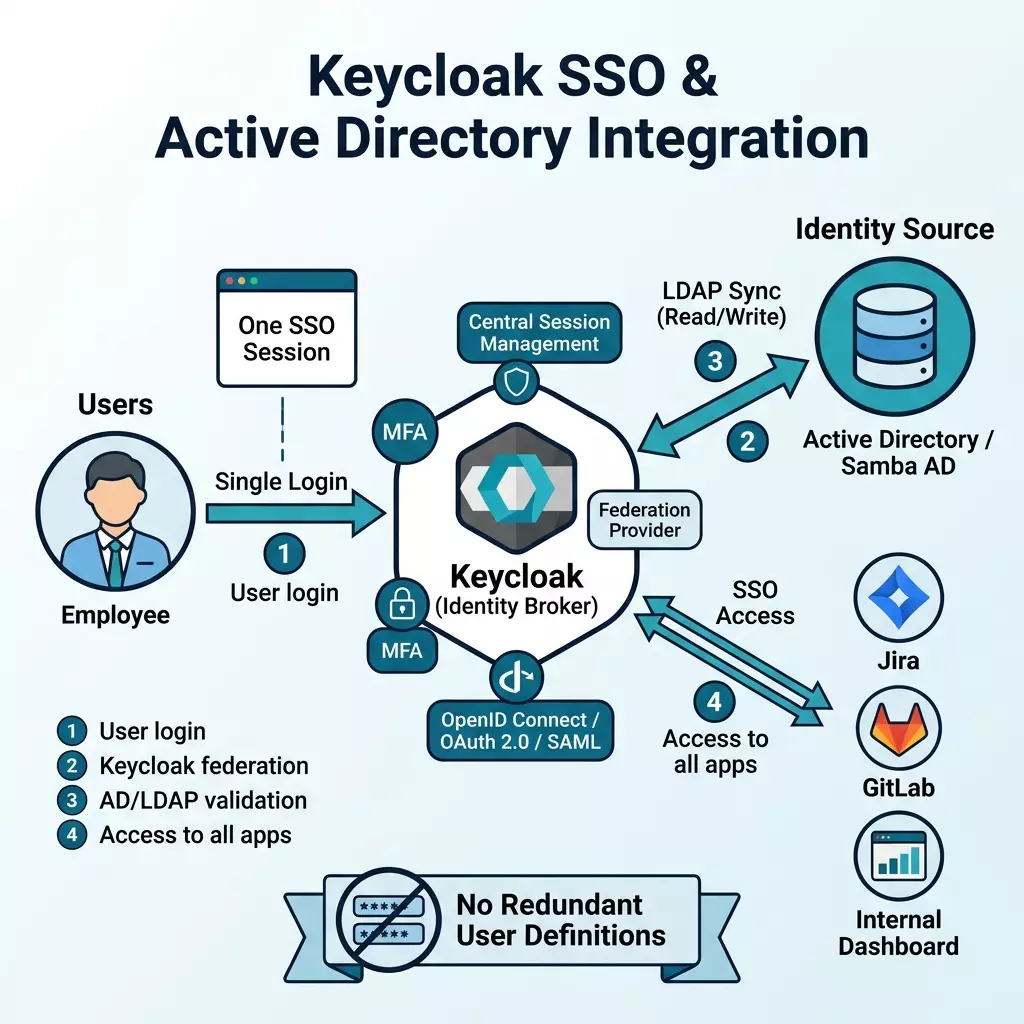 Keycloak SSO &
Active Directory Integration
Identity Source
One SSO
Session
Central Session
Management
LDAP Sync
(Read/Write)
3
2
Active Directory /
Samba AD
Users
MFA
Single Login
1
User login
Employee
Federation
Provider
Keycloak
(Identity Broker)
MFA
OpenID Connect /
OAuth 2.0 / SAML
SSO
Access
4
Access to
all apps
Jira
GitLab
Internal
Dashboard
1 User login
2 Keycloak federation
3 AD/LDAP validation
4 Access to all apps
*****
*****
No Redundant
User Definitions